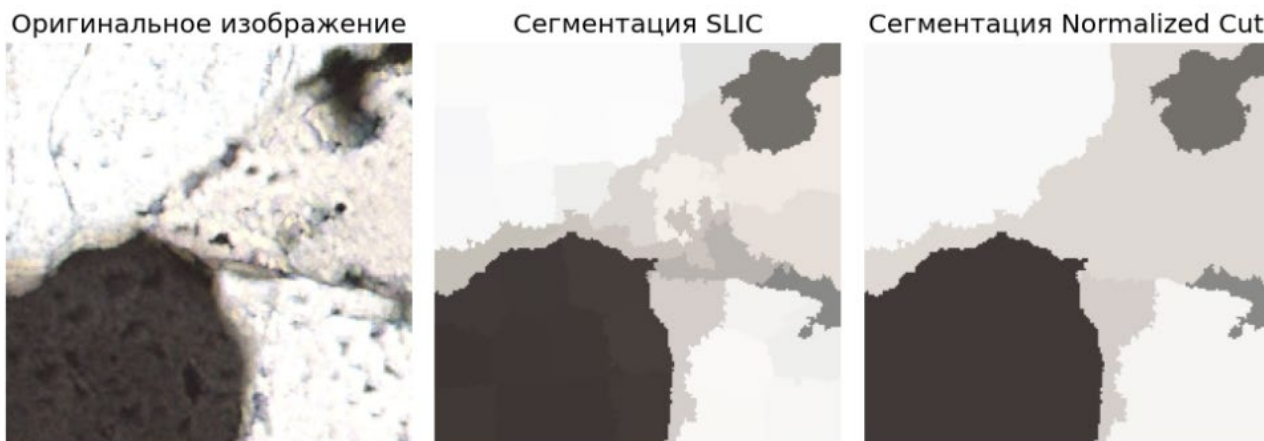 Оригинальное изображение
Сегментация SLIC
Сегментация Normalized Cut